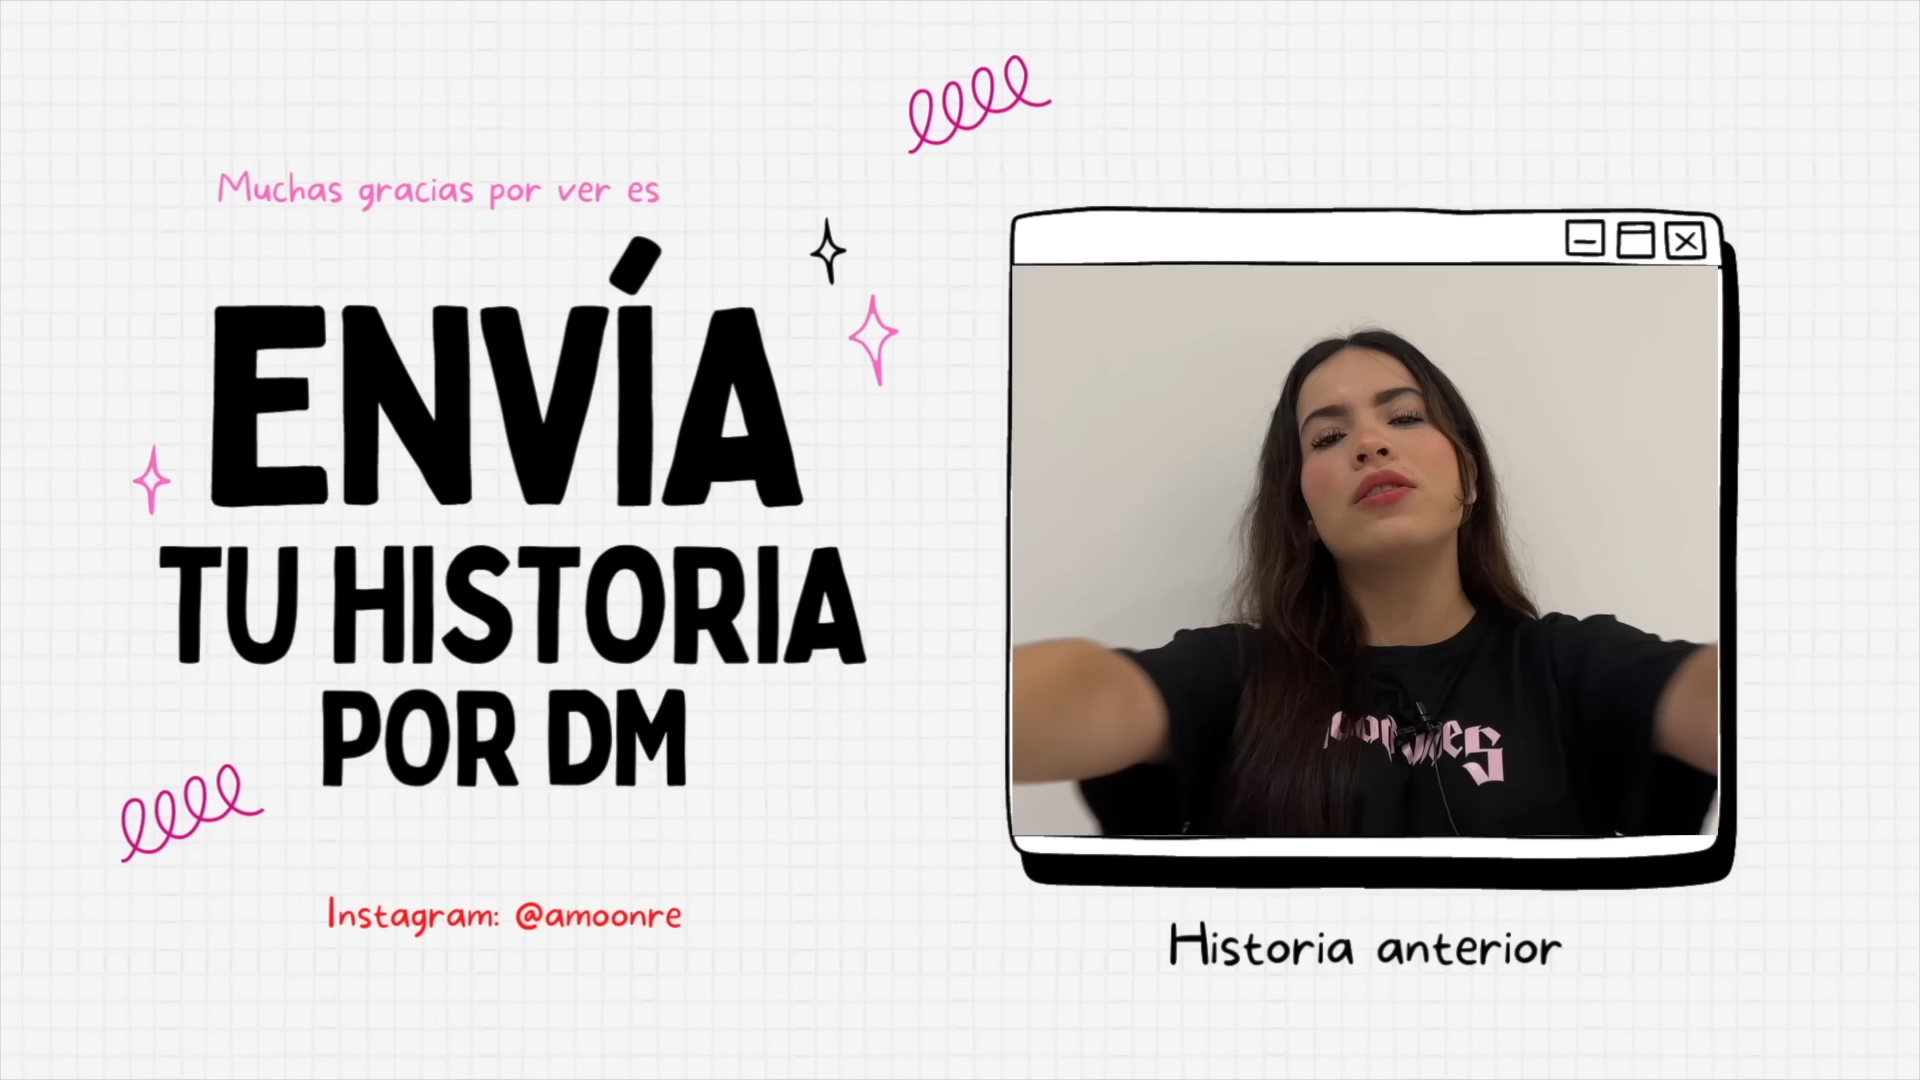 Muchas gracias por ver es
ENVÍA
TU HISTORIA
POR DM
Instagram: @amoonre
Historia anterior